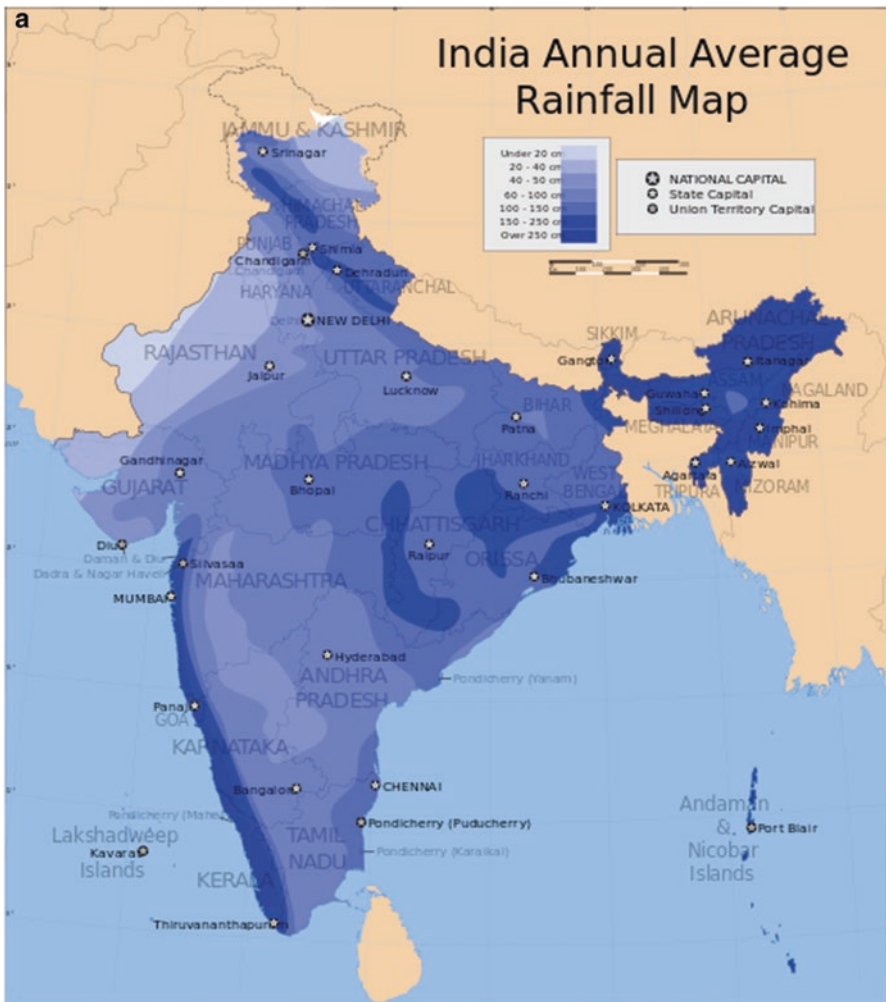 a
India Annual Average
Rainfall Map
Under 20 cm
20 - 40 cm
40 - 50 cm
60 - 100 cm
100 - 150 cm
150 - 250 cm
Over 250 cm
NATIONAL CAPITAL
State Capital
Union Territory Capital
JAMMU & KASHMIR
Srinagar
HIMACHAL
PRADESH
PUNJAB
Shimla
Chandigarh
Chandigarh
Dehradun
UTTARANCHAL
HARYANA
Delhi
NEW DELHI
RAJASTHAN
Jaipur
UTTAR PRADESH
Lucknow
SIKKIM
Gangtok
ARUNACHAL
PRADESH
Itanagar
ASSAM
NAGALAND
Guwahati
Kohima
Shillong
MEGHALAYA
Imphal
MANIPUR
Agartala
Aizwal
TRIPURA
MIZORAM
BIHAR
Patna
Gandhinagar
GUJARAT
MADHYA PRADESH
Bhopal
JHARKHAND
Ranchi
WEST
BENGAL
KOLKATA
CHHATTISGARH
Raipur
ORISSA
Bhubaneshwar
Diu
Daman & Diu
Silvasaa
Dadra & Nagar Haveli
MAHARASHTRA
MUMBAI
Hyderabad
ANDHRA
PRADESH
Pondicherry (Yanam)
Panaji
GOA
KARNATAKA
Bangalore
CHENNAI
Pondicherry (Mahe)
Pondicherry (Puducherry)
TAMIL
NADU
Pondicherry (Karaikal)
Lakshadweep
Kavarati
Islands
KERALA
Thiruvananthapuram
Andaman
&
Port Blair
Nicobar
Islands